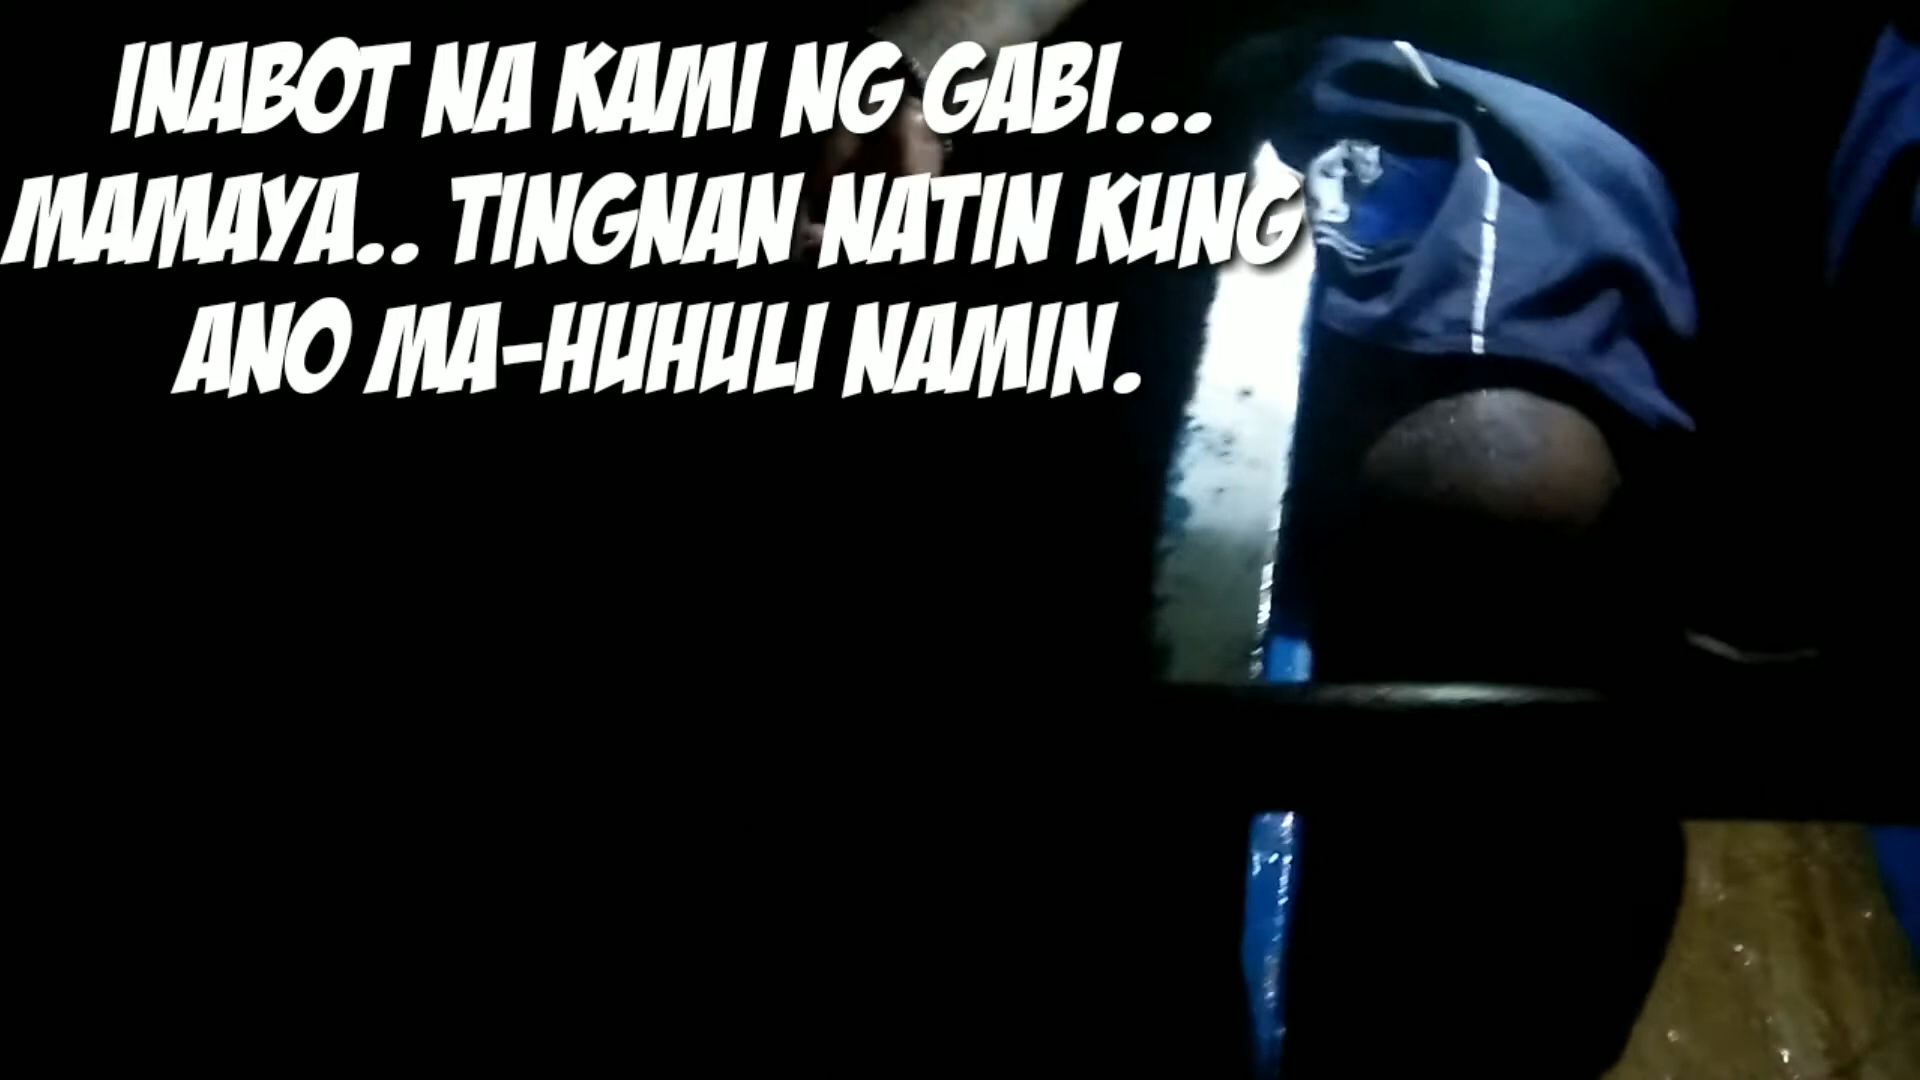 INABOT NA KAMI NG GABI...
MAMAYA.. TINGNAN NATIN KUNG
ANO MA-HUHULI NAMIN.